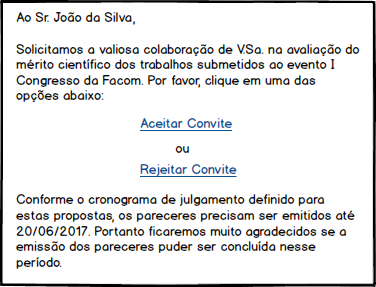 Ao Sr. João da Silva,
Solicitamos a valiosa colaboração de V.Sa. na avaliação do
mérito científico dos trabalhos submetidos ao evento I
Congresso da Facom. Por favor, clique em uma das
opções abaixo:
Aceitar Convite
ou
Rejeitar Convite
Conforme o cronograma de julgamento definido para
estas propostas, os pareceres precisam ser emitidos até
20/06/2017. Portanto ficaremos muito agradecidos se a
emissão dos pareceres puder ser concluída nesse
período.